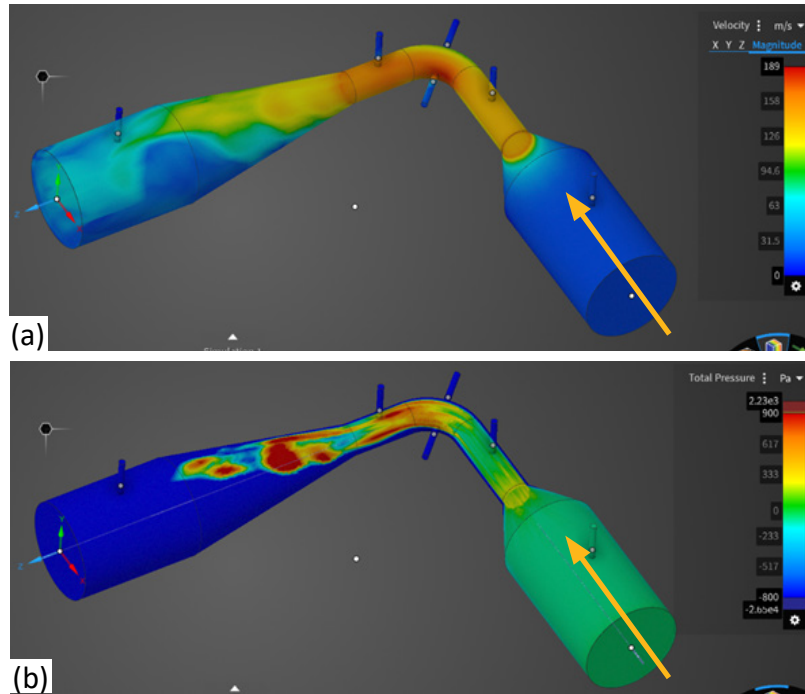 Velocity m/s
X Y Z Magnitude
189
158
126
94.6
63
31.5
0
Z
(a)
Total Pressure Pa
2.23e3
900
617
333
0
-233
-517
-800
-2.65e4
Y
Z
X
(b)